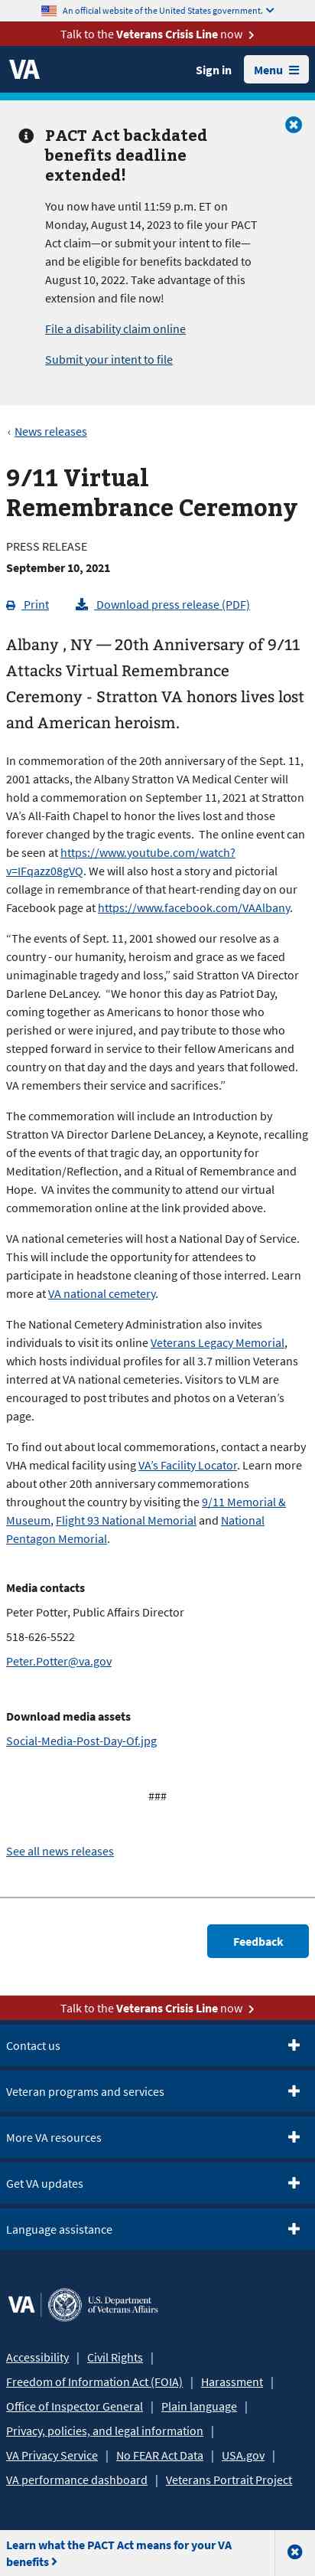 An official website of the United States government.
Talk to the Veterans Crisis Line now
VA
Sign in
Menu
PACT Act backdated
benefits deadline
extended!
You now have until 11:59 p.m. ET on
Monday, August 14, 2023 to file your PACT
Act claim—or submit your intent to file—
and be eligible for benefits backdated to
August 10, 2022. Take advantage of this
extension and file now!
File a disability claim online
Submit your intent to file
‹ News releases
9/11 Virtual
Remembrance Ceremony
PRESS RELEASE
September 10, 2021
Print
Download press release (PDF)
Albany , NY — 20th Anniversary of 9/11
Attacks Virtual Remembrance
Ceremony - Stratton VA honors lives lost
and American heroism.
In commemoration of the 20th anniversary of the Sept. 11,
2001 attacks, the Albany Stratton VA Medical Center will
hold a commemoration on September 11, 2021 at Stratton
VA's All-Faith Chapel to honor the lives lost and those
forever changed by the tragic events.  The online event can
be seen at https://www.youtube.com/watch?
v=IFqazz08gVQ. We will also host a story and pictorial
collage in remembrance of that heart-rending day on our
Facebook page at https://www.facebook.com/VAAlbany.
“The events of Sept. 11, 2001 showed our resolve as a
country - our humanity, heroism and grace as we faced
unimaginable tragedy and loss,” said Stratton VA Director
Darlene DeLancey.  “We honor this day as Patriot Day,
coming together as Americans to honor those who
perished or were injured, and pay tribute to those who
stepped forward in service to their fellow Americans and
country on that day and the days and years that followed.
VA remembers their service and sacrifices.”
The commemoration will include an Introduction by
Stratton VA Director Darlene DeLancey, a Keynote, recalling
of the events of that tragic day, an opportunity for
Meditation/Reflection, and a Ritual of Remembrance and
Hope.  VA invites the community to attend our virtual
commemoration online at the link provided above.
VA national cemeteries will host a National Day of Service.
This will include the opportunity for attendees to
participate in headstone cleaning of those interred. Learn
more at VA national cemetery.
The National Cemetery Administration also invites
individuals to visit its online Veterans Legacy Memorial,
which hosts individual profiles for all 3.7 million Veterans
interred at VA national cemeteries. Visitors to VLM are
encouraged to post tributes and photos on a Veteran's
page.
To find out about local commemorations, contact a nearby
VHA medical facility using VA's Facility Locator. Learn more
about other 20th anniversary commemorations
throughout the country by visiting the 9/11 Memorial &
Museum, Flight 93 National Memorial and National
Pentagon Memorial.
Media contacts
Peter Potter, Public Affairs Director
518-626-5522
Peter.Potter@va.gov
Download media assets
Social-Media-Post-Day-Of.jpg
###
See all news releases
Feedback
Talk to the Veterans Crisis Line now
Contact us
Veteran programs and services
More VA resources
Get VA updates
Language assistance
VA
U.S. Department
of Veterans Affairs
Accessibility | Civil Rights |
Freedom of Information Act (FOIA) | Harassment |
Office of Inspector General | Plain language |
Privacy, policies, and legal information |
VA Privacy Service | No FEAR Act Data | USA.gov |
VA performance dashboard | Veterans Portrait Project
Learn what the PACT Act means for your VA
benefits